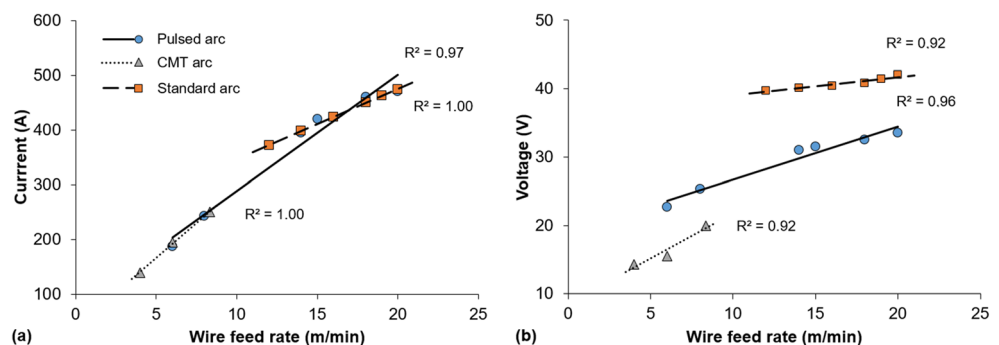 600
500
400
300
200
100
Currrent (A)
Pulsed arc
CMT arc
Standard arc
R² = 0.97
R² = 1.00
R² = 1.00
0
5
10
15
20
25
(a)
Wire feed rate (m/min)
50
40
30
20
10
Voltage (V)
R² = 0.92
R² = 0.96
R² = 0.92
0
5
10
15
20
25
(b)
Wire feed rate (m/min)